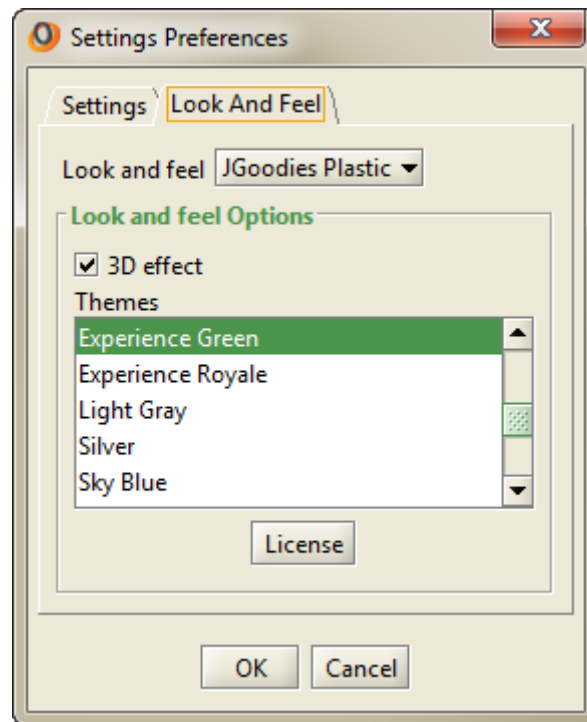 Settings Preferences
Settings Look And Feel
Look and feel JGoodies Plastic
Look and feel Options
3D effect
Themes
Experience Green
Experience Royale
Light Gray
Silver
Sky Blue
License
OK Cancel